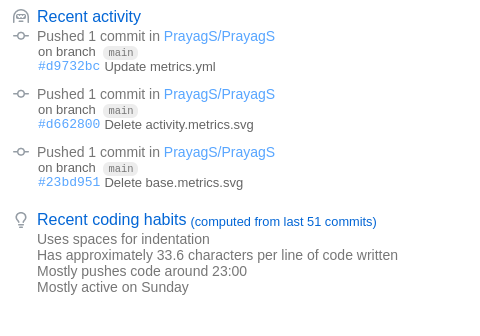 Recent activity
Pushed 1 commit in PrayagS/PrayagS
on branch main
#d9732bc Update metrics.yml
Pushed 1 commit in PrayagS/PrayagS
on branch main
#d662800 Delete activity.metrics.svg
Pushed 1 commit in PrayagS/PrayagS
on branch main
#23bd951 Delete base.metrics.svg
Recent coding habits (computed from last 51 commits)
Uses spaces for indentation
Has approximately 33.6 characters per line of code written
Mostly pushes code around 23:00
Mostly active on Sunday